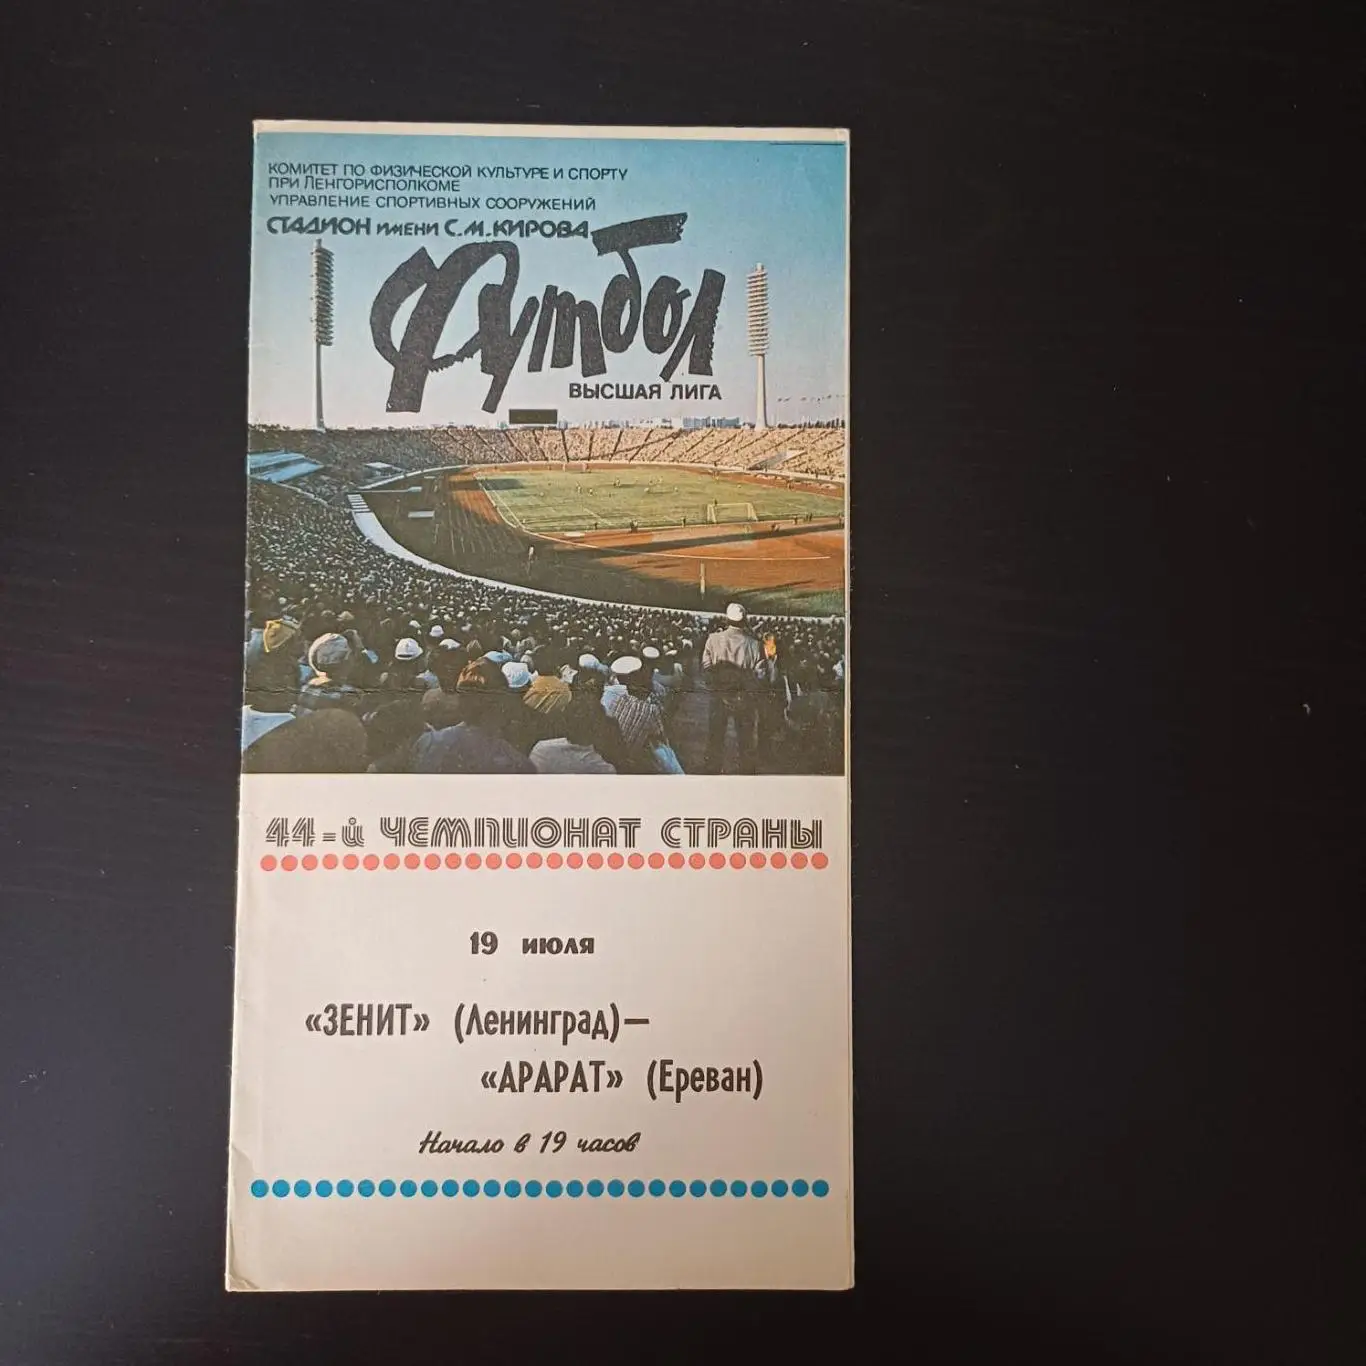 КОМИТЕТ ПО ФИЗИЧЕСКОЙ КУЛЬТУРЕ И СПОРТУ
ПРИ ЛЕНГОРИСПОЛКОМЕ
УПРАВЛЕНИЕ СПОРТИВНЫХ СООРУЖЕНИЙ
СТАДИОН ИМЕНИ С.М.КИРОВА
Футбол
ВЫСШАЯ ЛИГА
44-й ЧЕМПИОНАТ СТРАНЫ
19 июля
«ЗЕНИТ» (Ленинград)—
«АРАРАТ» (Ереван)
Начало в 19 часов